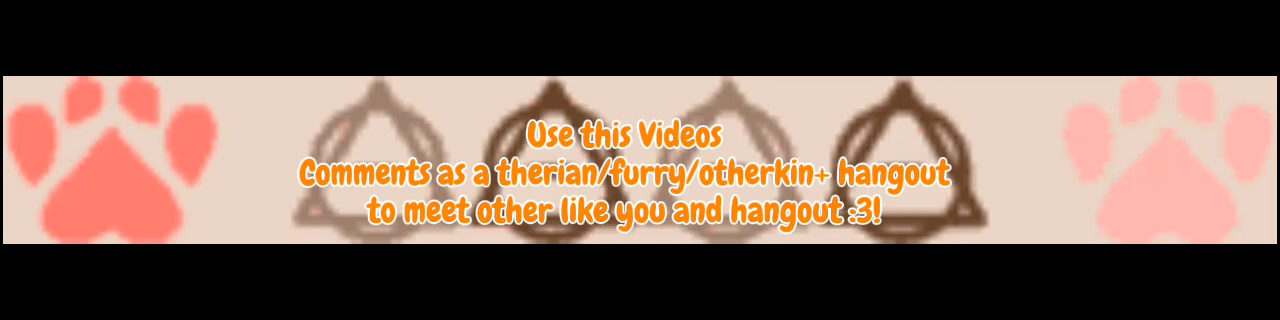 Use this Videos
Comments as a therian/furry/otherkin+ hangout
to meet other like you and hangout :3!